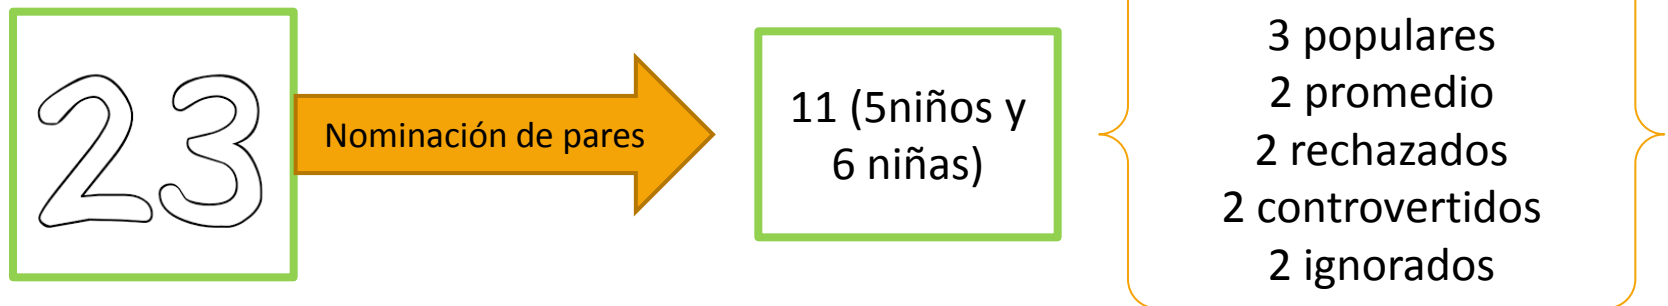 23
Nominación de pares
11 (5niños y
6 niñas)
3 populares
2 promedio
2 rechazados
2 controvertidos
2 ignorados